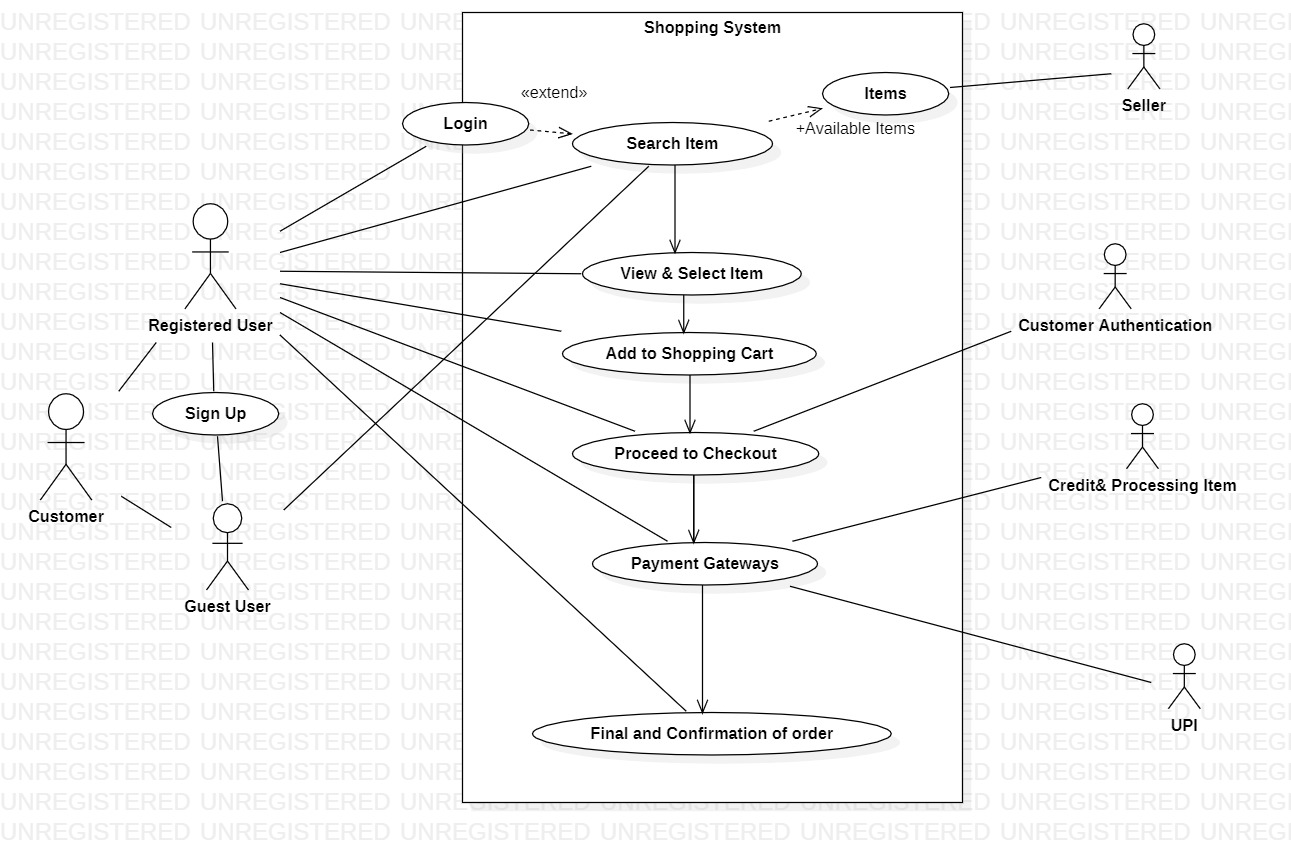 Shopping System
Seller
Items
«extend»
+Available Items
Login
Search Item
View & Select Item
Registered User
Customer Authentication
Add to Shopping Cart
Sign Up
Proceed to Checkout
Credit& Processing Item
Customer
Payment Gateways
Guest User
UPI
Final and Confirmation of order
UNREGISTERED